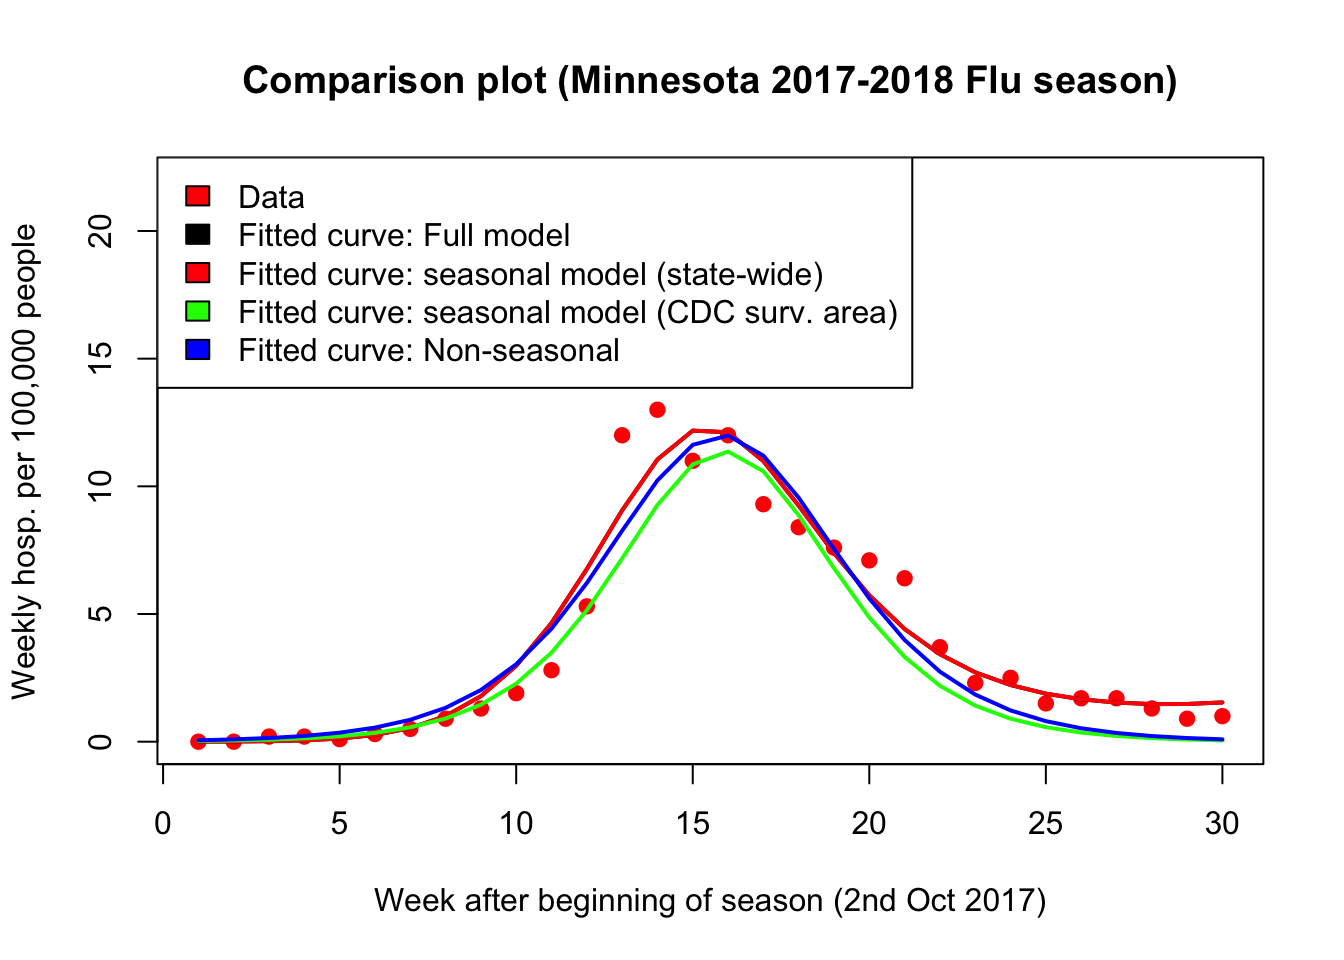 Comparison plot (Minnesota 2017-2018 Flu season)
Data
Fitted curve: Full model
Fitted curve: seasonal model (state-wide)
Fitted curve: seasonal model (CDC surv. area)
Fitted curve: Non-seasonal
Weekly hosp. per 100,000 people
20
15
10
5
0
0 5 10 15 20 25 30
Week after beginning of season (2nd Oct 2017)